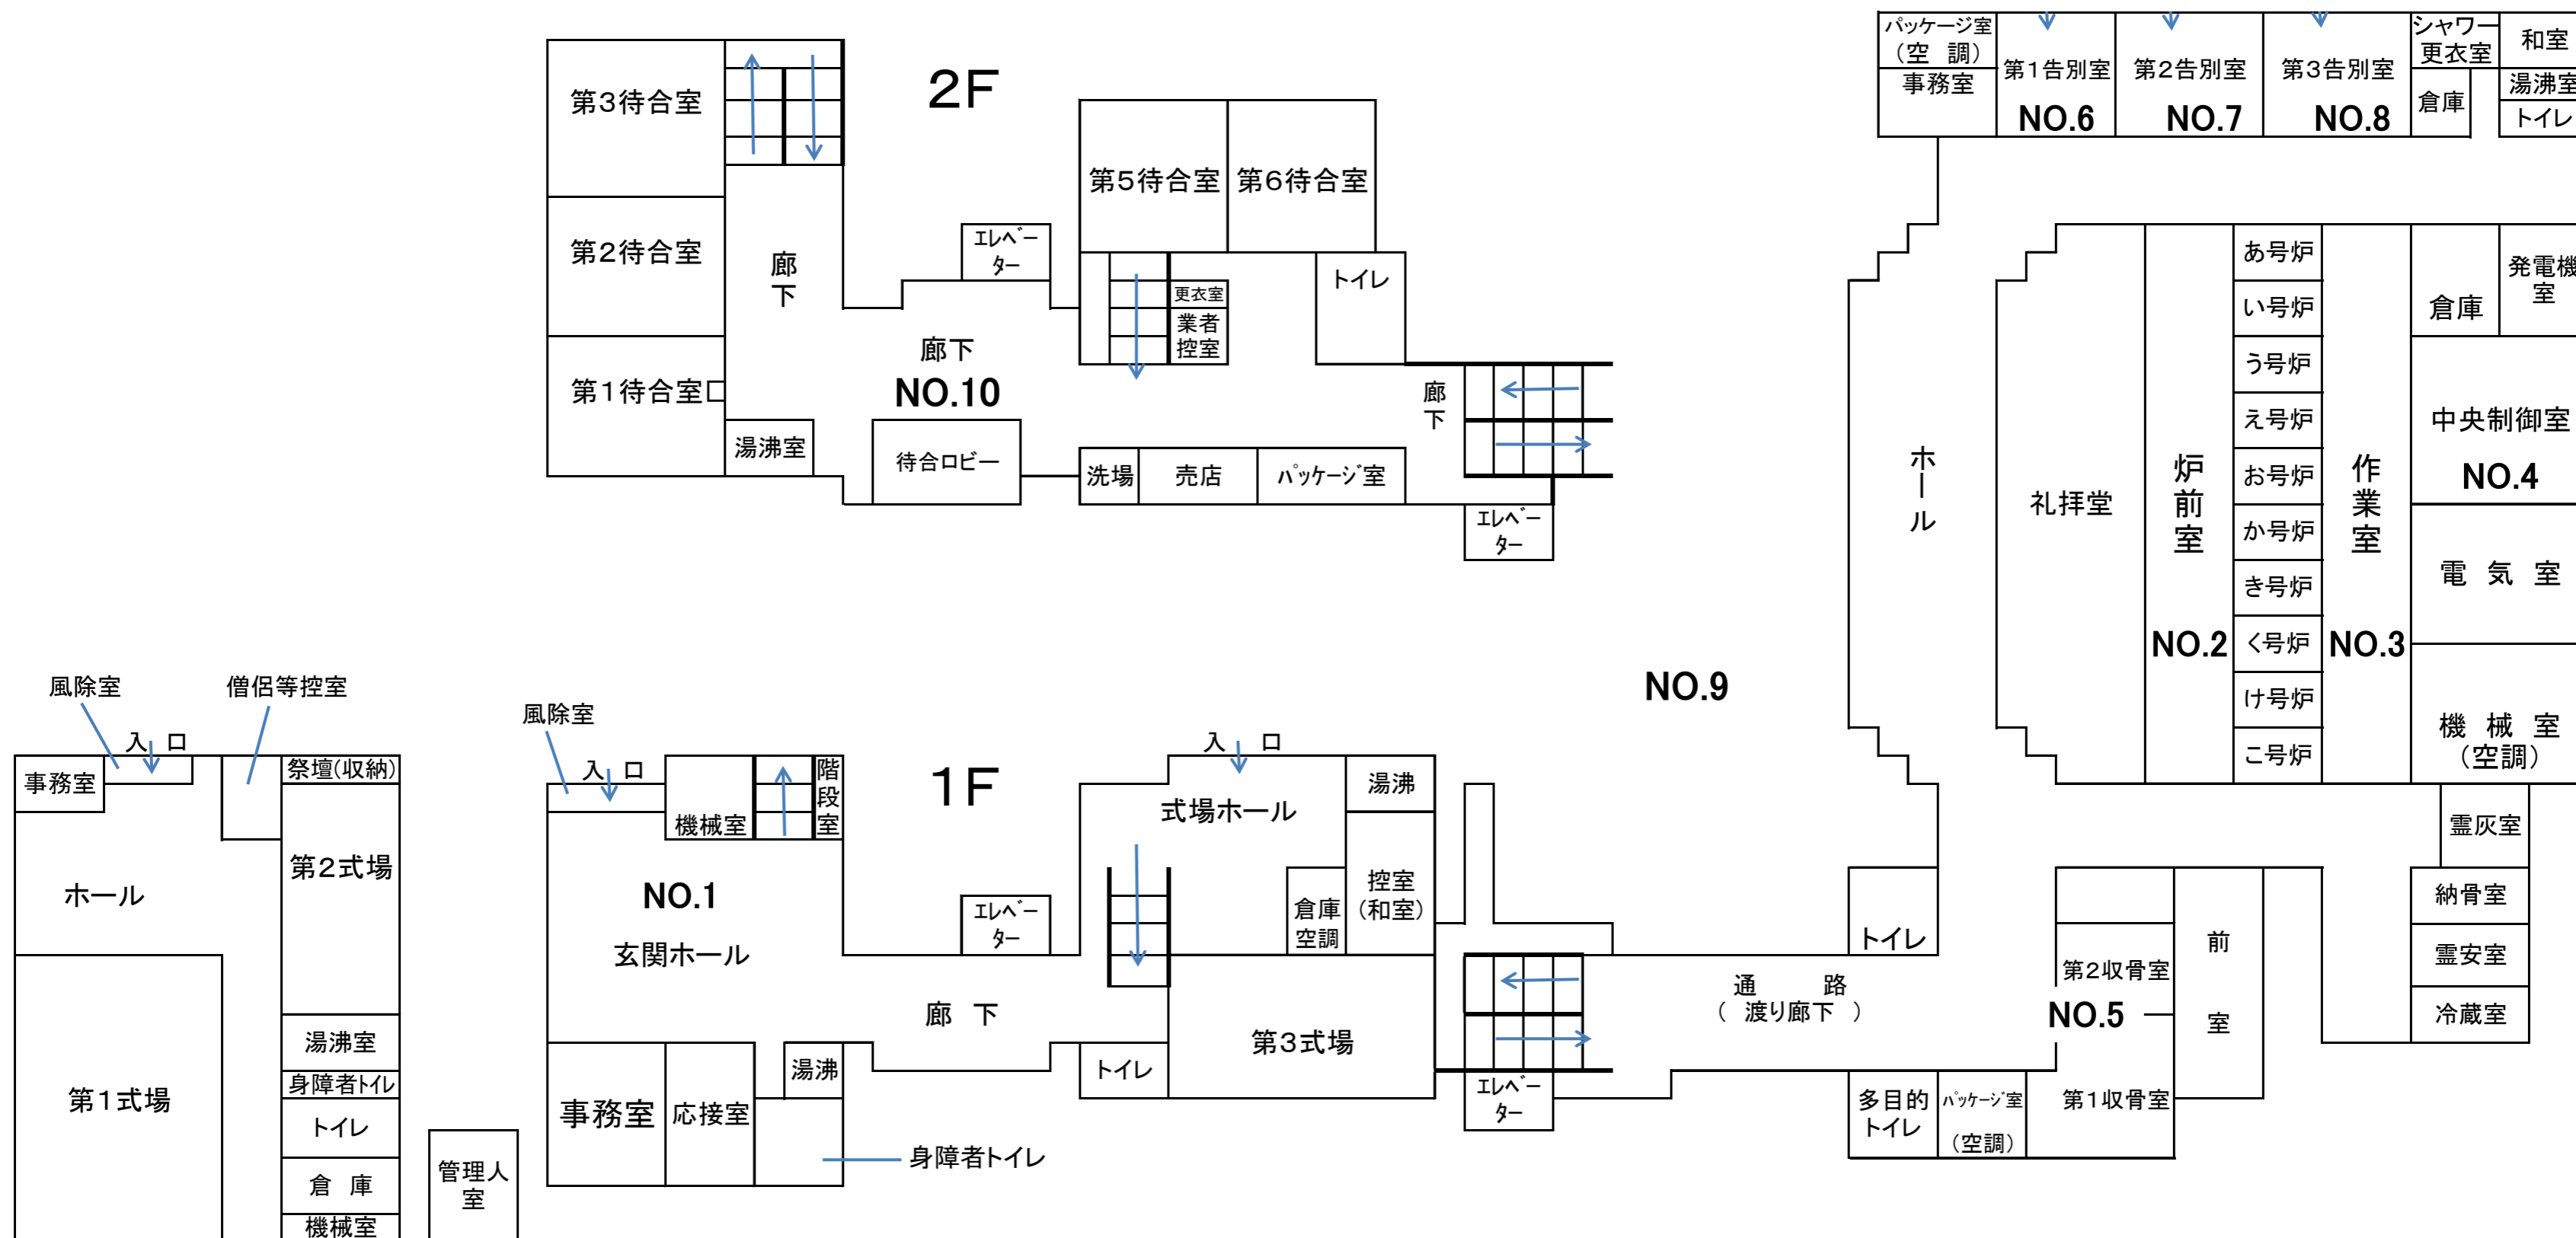 2F
第3待合室
第2待合室
第1待合室
廊
下
湯沸室
エレベー
ター
廊下
NO.10
待合ロビー
第5待合室
第6待合室
更衣室
業者
控室
トイレ
洗場
売店
パッケージ室
廊
下
エレベー
ター
パッケージ室
(空 調)
事務室
第1告別室
NO.6
第2告別室
NO.7
第3告別室
NO.8
シャワー
更衣室
倉庫
和室
湯沸室
トイレ
ホール
礼拝堂
炉
前
室
NO.2
あ号炉
い号炉
う号炉
え号炉
お号炉
か号炉
き号炉
く号炉
け号炉
こ号炉
作
業
室
NO.3
倉庫
発電機
室
中央制御室
NO.4
電 気 室
機 械 室
(空調)
霊灰室
納骨室
霊安室
冷蔵室
NO.9
風除室
僧侶等控室
入 口
事務室
祭壇(収納)
第2式場
ホール
第1式場
湯沸室
身障者トイレ
トイレ
倉 庫
機械室
管理人
室
1F
風除室
入 口
機械室
階
段
室
NO.1
玄関ホール
事務室
応接室
湯沸
身障者トイレ
エレベー
ター
廊 下
入 口
式場ホール
湯沸
控室
(和室)
倉庫
空調
第3式場
トイレ
エレベー
ター
通 路
( 渡り廊下 )
トイレ
多目的
トイレ
パッケージ室
(空調)
第2収骨室
NO.5
第1収骨室
前
室